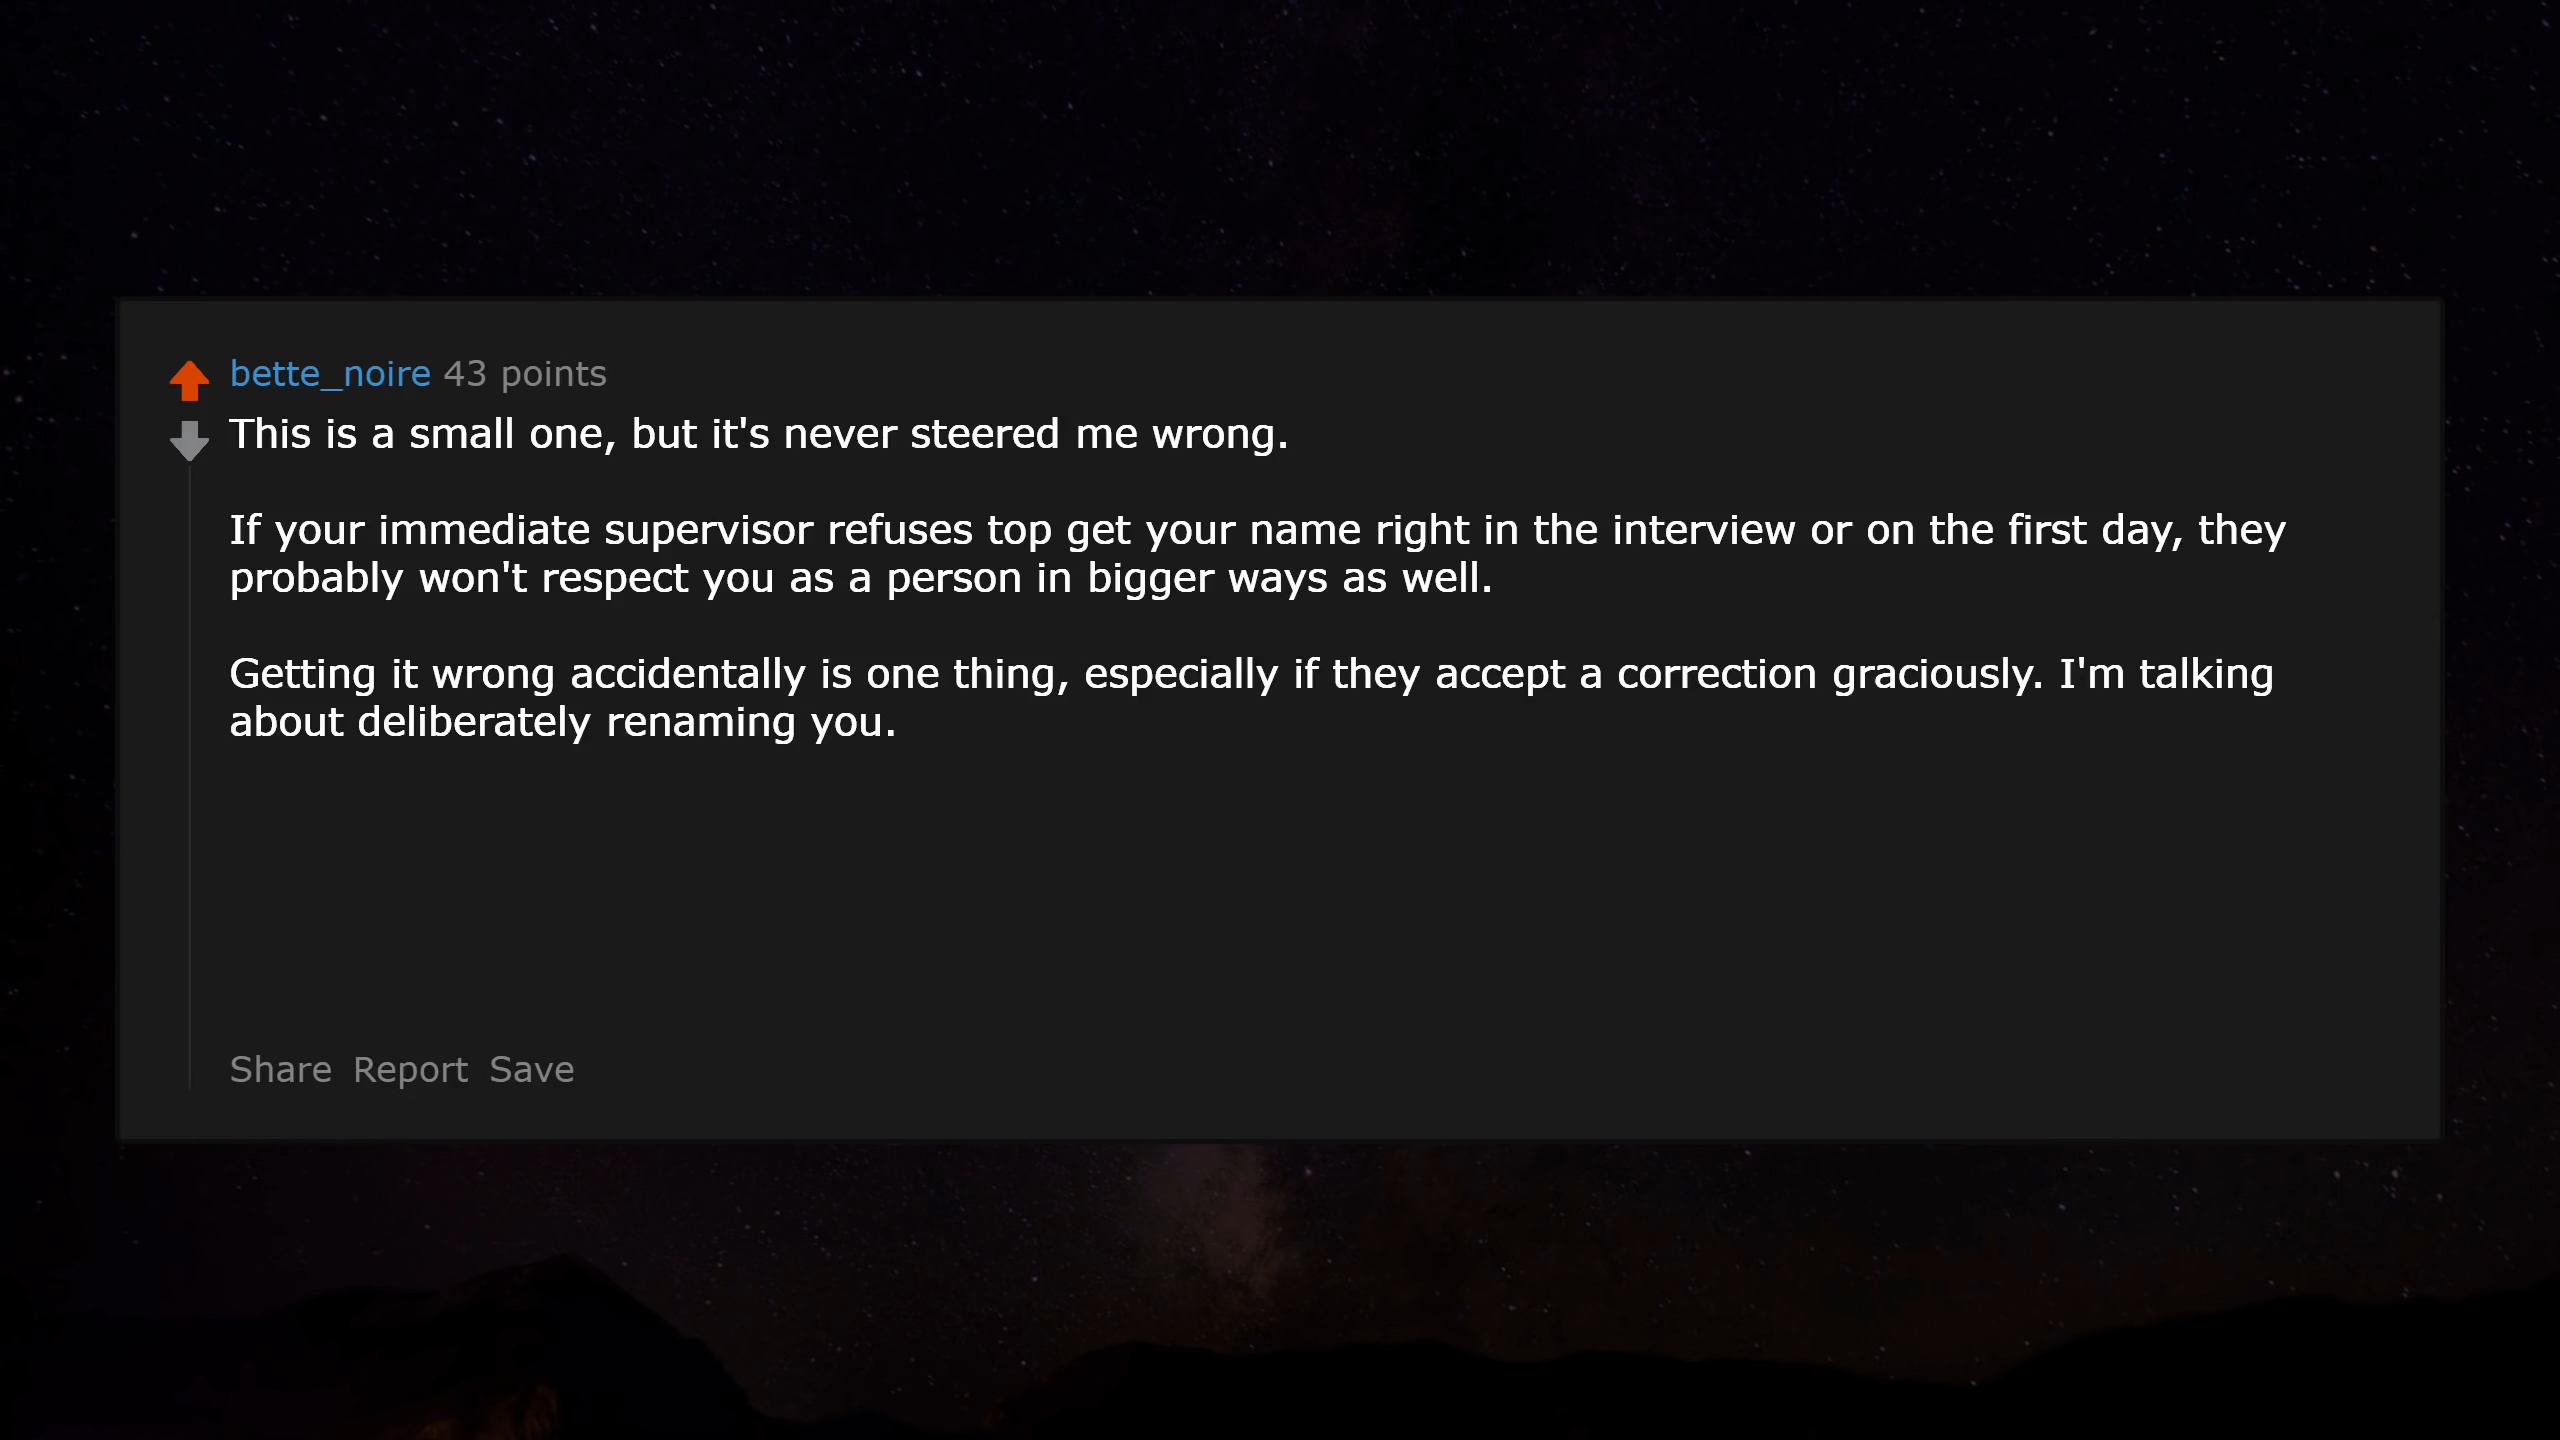 bette_noire 43 points
This is a small one, but it's never steered me wrong.
If your immediate supervisor refuses top get your name right in the interview or on the first day, they
probably won't respect you as a person in bigger ways as well.
Getting it wrong accidentally is one thing, especially if they accept a correction graciously. I'm talking
about deliberately renaming you.
Share Report Save